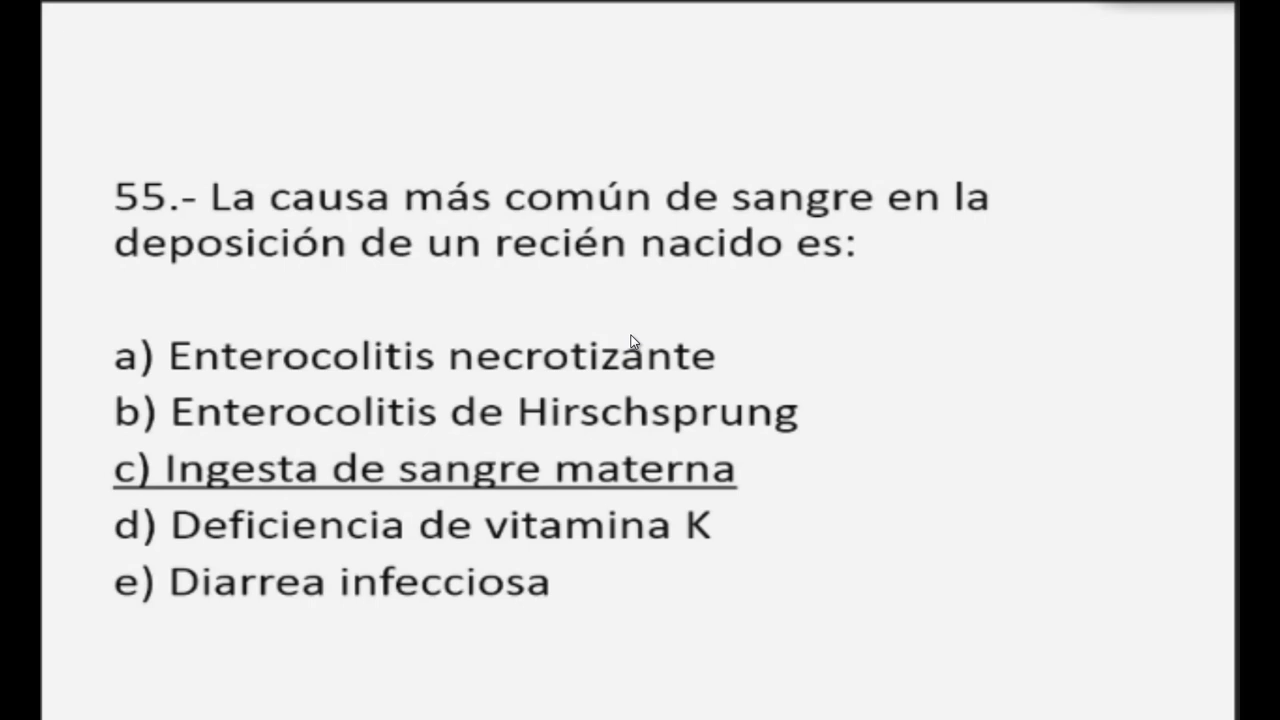 55.- La causa más común de sangre en la
deposición de un recién nacido es:
a) Enterocolitis necrotizante
b) Enterocolitis de Hirschsprung
c) Ingesta de sangre materna
d) Deficiencia de vitamina K
e) Diarrea infecciosa